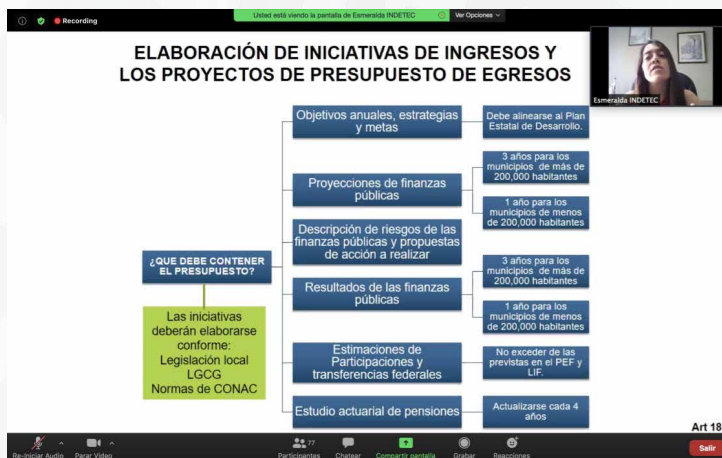 Recording
Usted está viendo la pantalla de Esmeralda INDETEC
Ver Opciones
ELABORACIÓN DE INICIATIVAS DE INGRESOS Y
LOS PROYECTOS DE PRESUPUESTO DE EGRESOS
Esmeralda INDETEC
¿QUE DEBE CONTENER
EL PRESUPUESTO?
Las iniciativas
deberán elaborarse
conforme:
Legislación local
LGCG
Normas de CONAC
Objetivos anuales, estrategias
y metas
Debe alinearse al Plan
Estatal de Desarrollo.
Proyecciones de finanzas
públicas
3 años para los
municipios de más de
200,000 habitantes
1 año para los
municipios de menos
de 200,000 habitantes
Descripción de riesgos de las
finanzas públicas y propuestas
de acción a realizar
Resultados de las finanzas
públicas
3 años para los
municipios de más de
200,000 habitantes
1 año para los
municipios de menos
de 200,000 habitantes
Estimaciones de
Participaciones y
transferencias federales
No exceder de las
previstas en el PEF y
LIF.
Estudio actuarial de pensiones
Actualizarse cada 4
años
Art 18
Re-Iniciar Audio
Parar Video
77
Participantes
Chatear
Compartir pantalla
Grabar
Reacciones
Salir